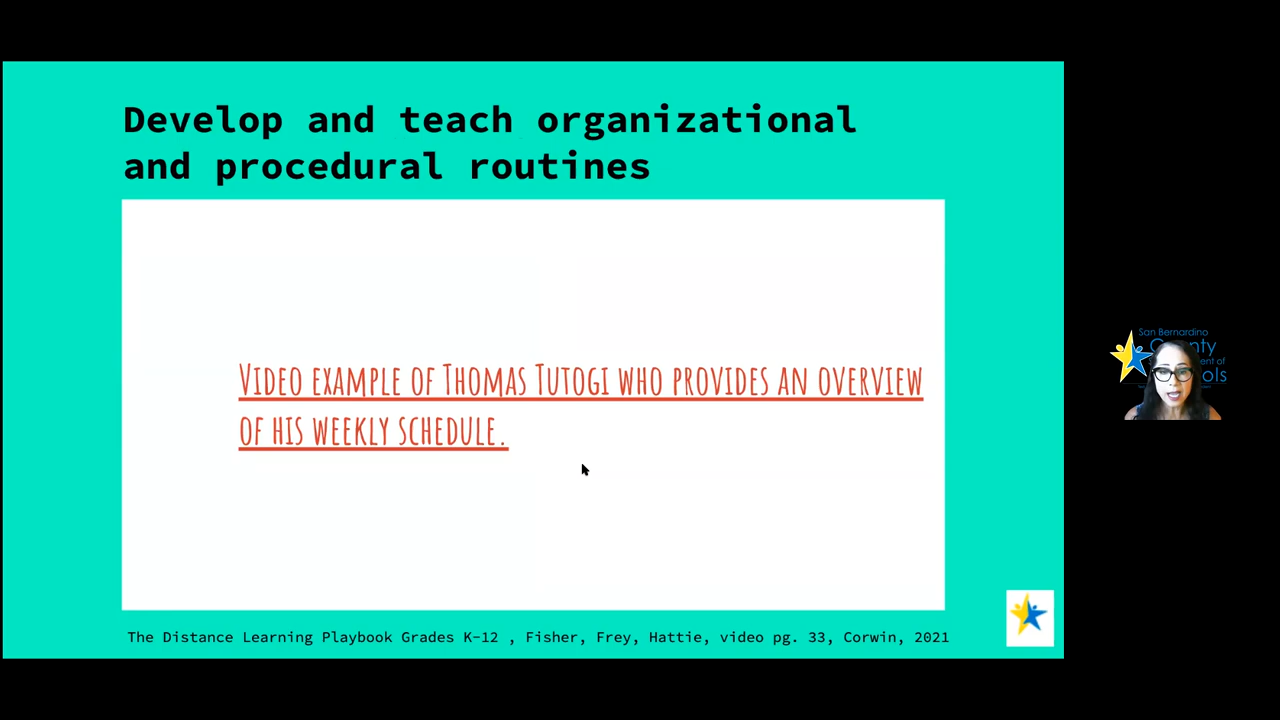 Develop and teach organizational
and procedural routines
Video example of Thomas Tutogi who provides an overview
of his weekly schedule.
The Distance Learning Playbook Grades K-12 , Fisher, Frey, Hattie, video pg. 33, Corwin, 2021
San Bernardino